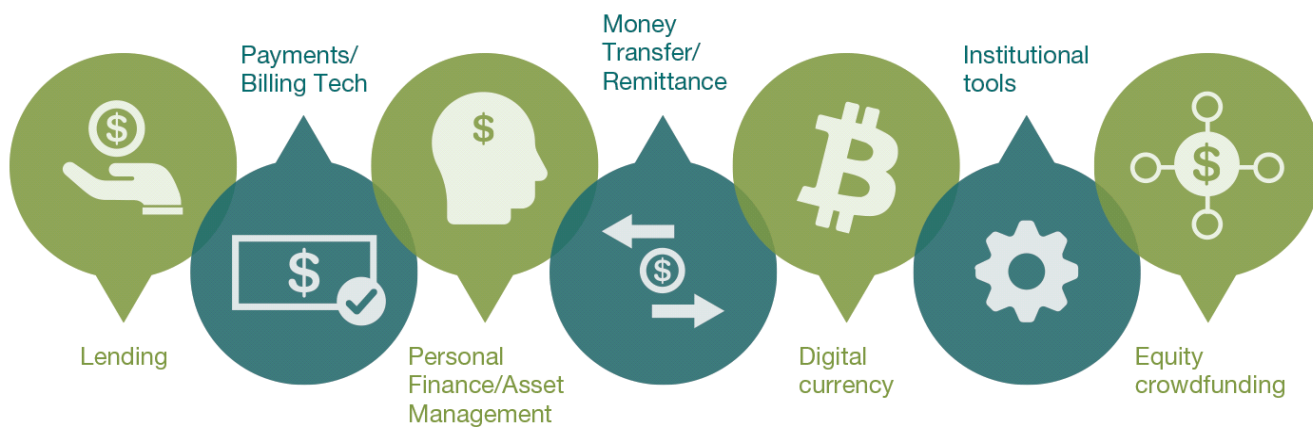 Lending
Payments/
Billing Tech
Personal
Finance/Asset
Management
Money
Transfer/
Remittance
Digital
currency
Institutional
tools
Equity
crowdfunding
$
$
$
$
$